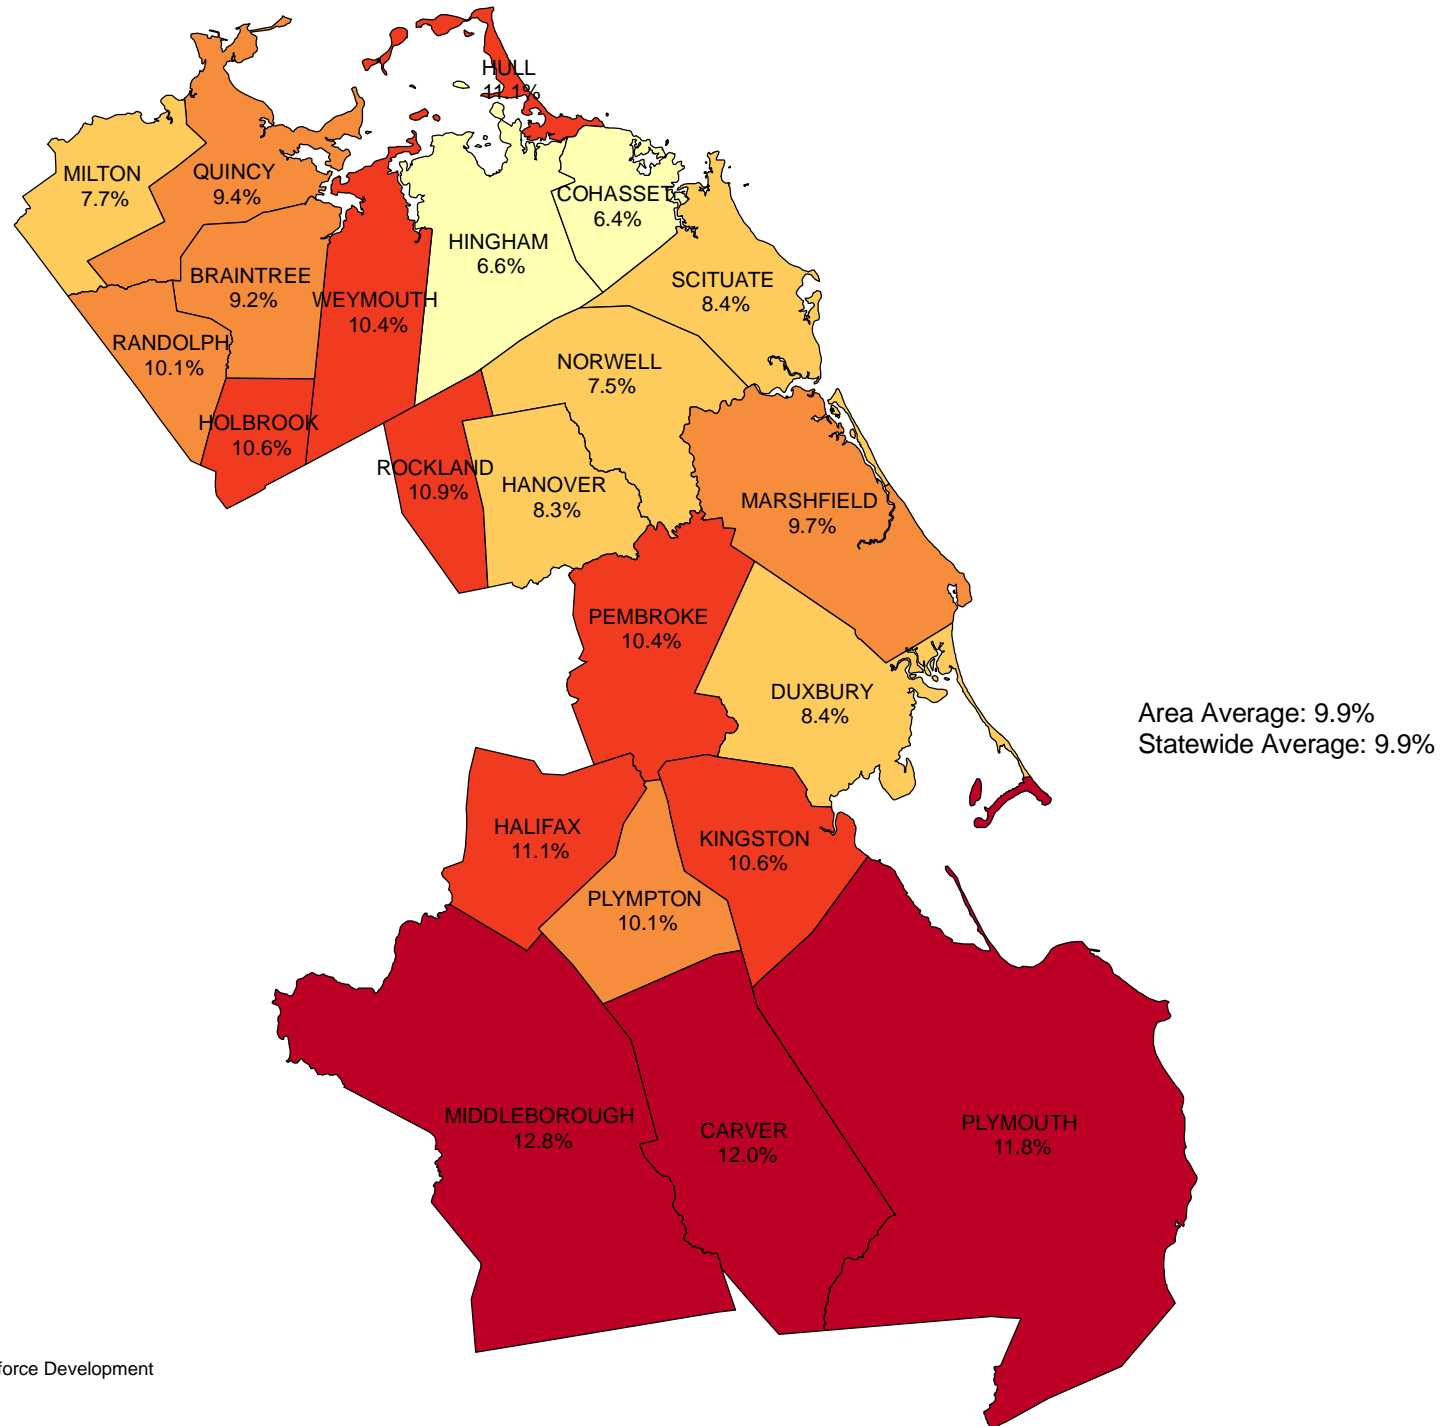 HULL
11.1%
MILTON
7.7%
QUINCY
9.4%
COHASSET
6.4%
HINGHAM
6.6%
BRAINTREE
9.2%
SCITUATE
8.4%
WEYMOUTH
10.4%
RANDOLPH
10.1%
NORWELL
7.5%
HOLBROOK
10.6%
ROCKLAND
10.9%
HANOVER
8.3%
MARSHFIELD
9.7%
PEMBROKE
10.4%
DUXBURY
8.4%
Area Average: 9.9%
Statewide Average: 9.9%
HALIFAX
11.1%
KINGSTON
10.6%
PLYMPTON
10.1%
MIDDLEBOROUGH
12.8%
CARVER
12.0%
PLYMOUTH
11.8%
force Development